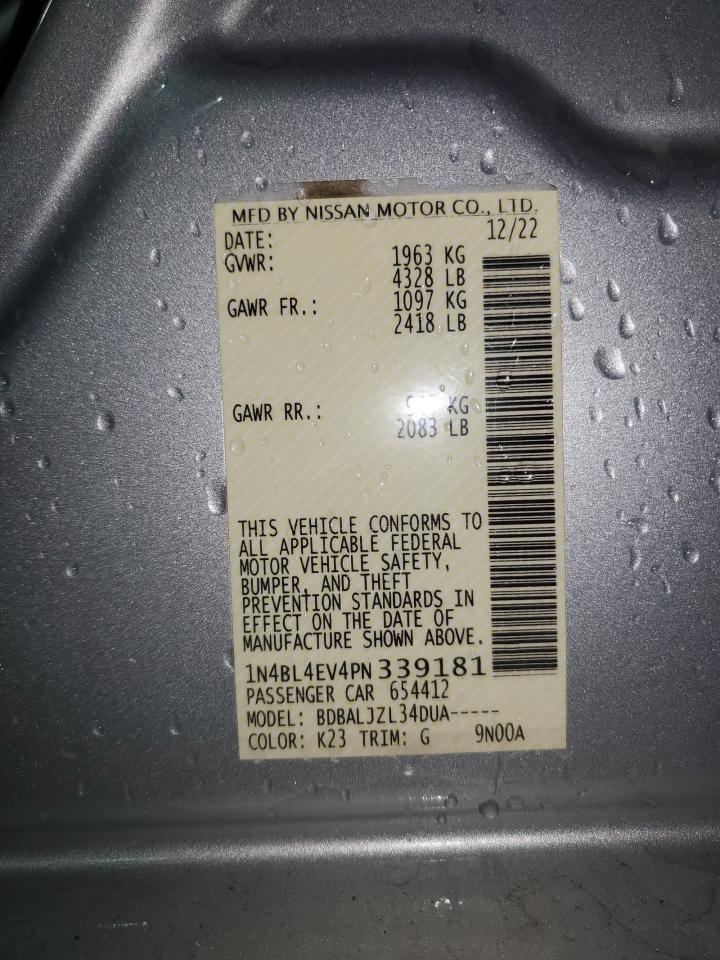 MFD BY NISSAN MOTOR CO., LTD.
DATE: 12/22
GVWR: 1963 KG
4328 LB
GAWR FR.: 1097 KG
2418 LB
GAWR RR.: KG
2083 LB
THIS VEHICLE CONFORMS TO
ALL APPLICABLE FEDERAL
MOTOR VEHICLE SAFETY,
BUMPER, AND THEFT
PREVENTION STANDARDS IN
EFFECT ON THE DATE OF
MANUFACTURE SHOWN ABOVE.
1N4BL4EV4PN 339181
PASSENGER CAR 654412
MODEL: BDBALJZL34DUA-----
COLOR: K23 TRIM: G 9N00A